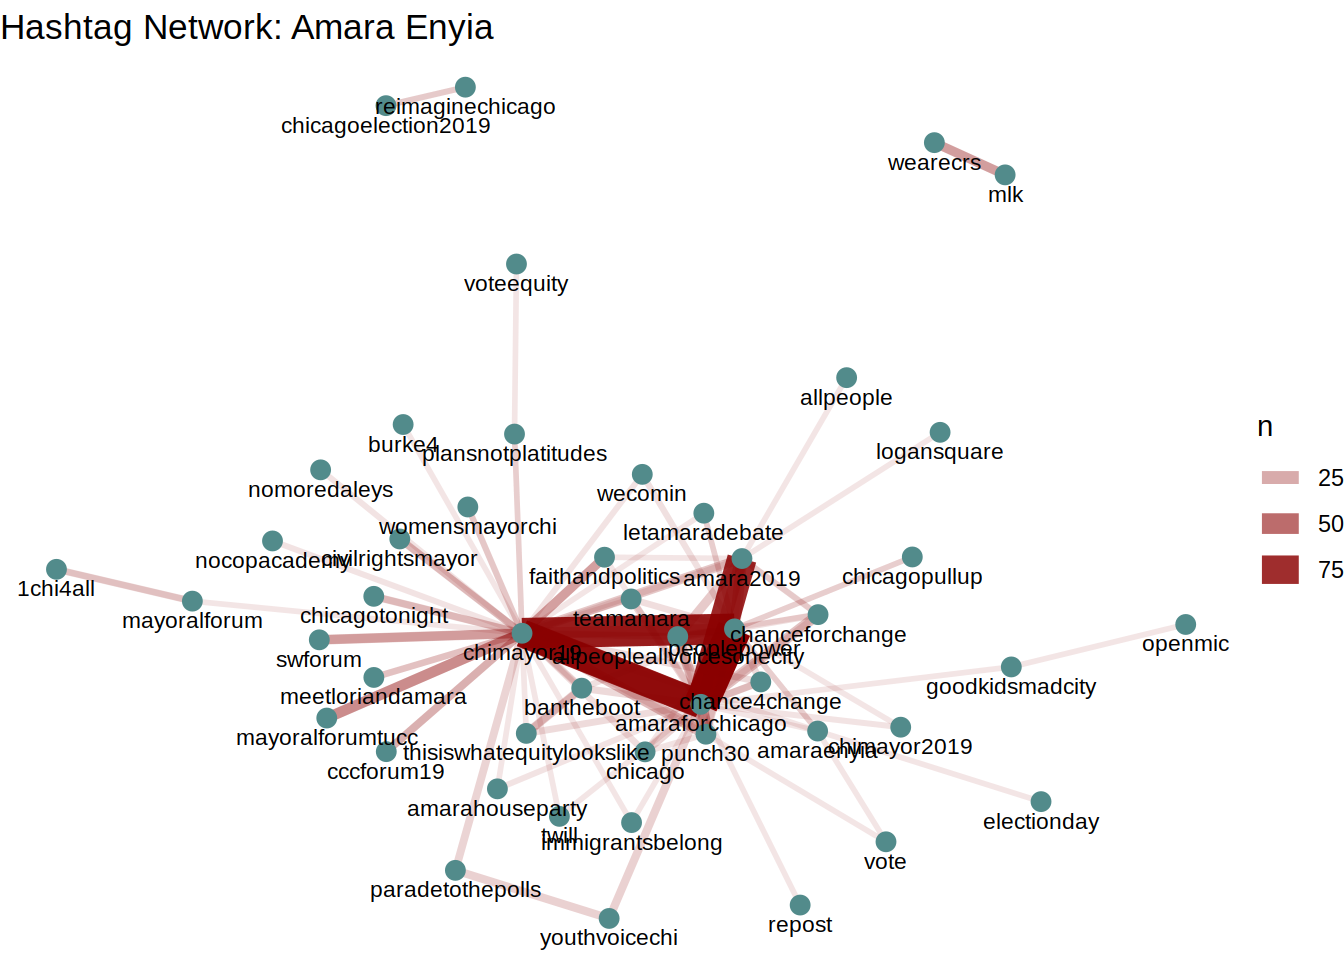 Hashtag Network: Amara Enyia
reimaginechicago
chicagoelection2019
wearecrs
mlk
voteequity
allpeople
burke4
plansnotplatitudes
logansquare
nomoredaleys
wecomin
womensmayorchi
letamaradebate
nocopacademy
civilrightsmayor
faithandpolitics
amara2019
chicagopullup
1chi4all
mayoralforum
chicagotonight
teamamara
chanceforchange
peoplepower
swforum
chimayor19
allpeopleallvoicesonecity
openmic
meetloriandamara
goodkidsmadcity
bantheboot
chance4change
amaraforchicago
mayoralforumtucc
thisiswhatequitylookslike
punch30
amaraenyia
chimayor2019
cccforum19
chicago
amarahouseparty
electionday
twill
immigrantsbelong
vote
paradetothepolls
repost
youthvoicechi
n
25
50
75